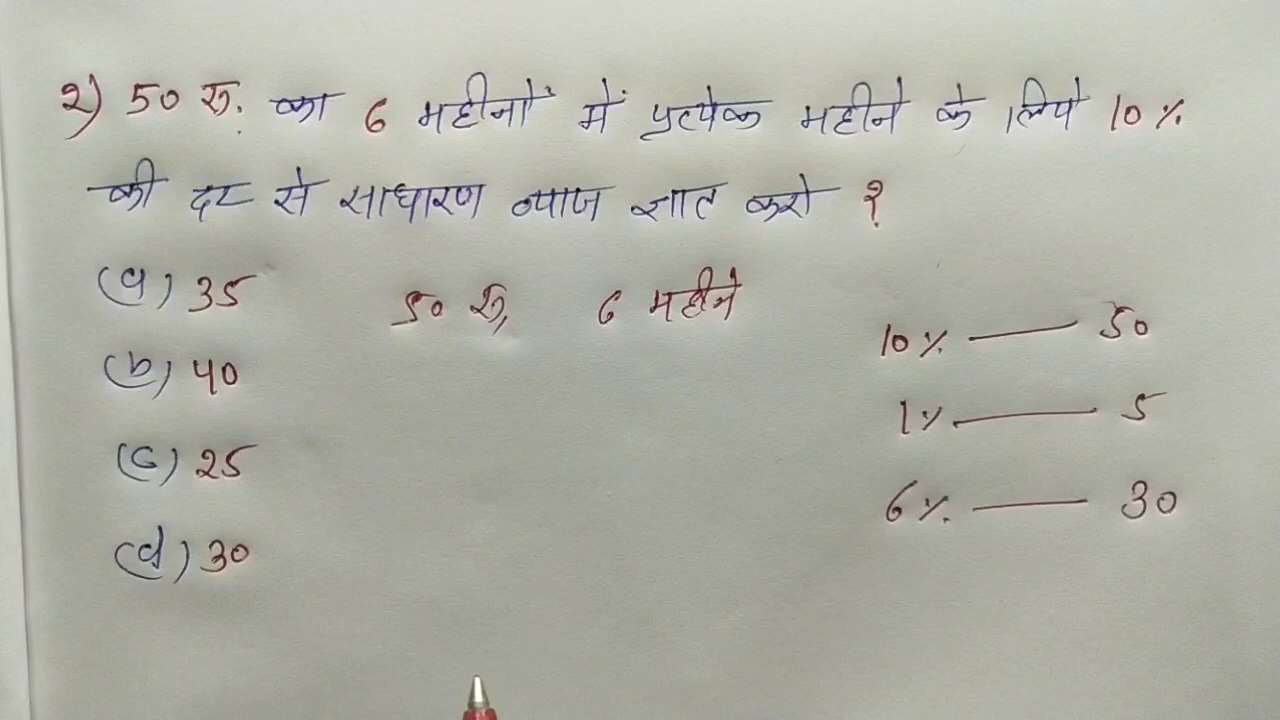 २) 50 रु. का 6 महीनों में प्रत्येक महीने के लिये 10 %
की दर से साधारण ब्याज ज्ञात करो ?
(a) 35
50 रु, 6 महीने
10 % — 50
(b) 40
1 % — 5
(c) 25
6 % — 30
(d) 30